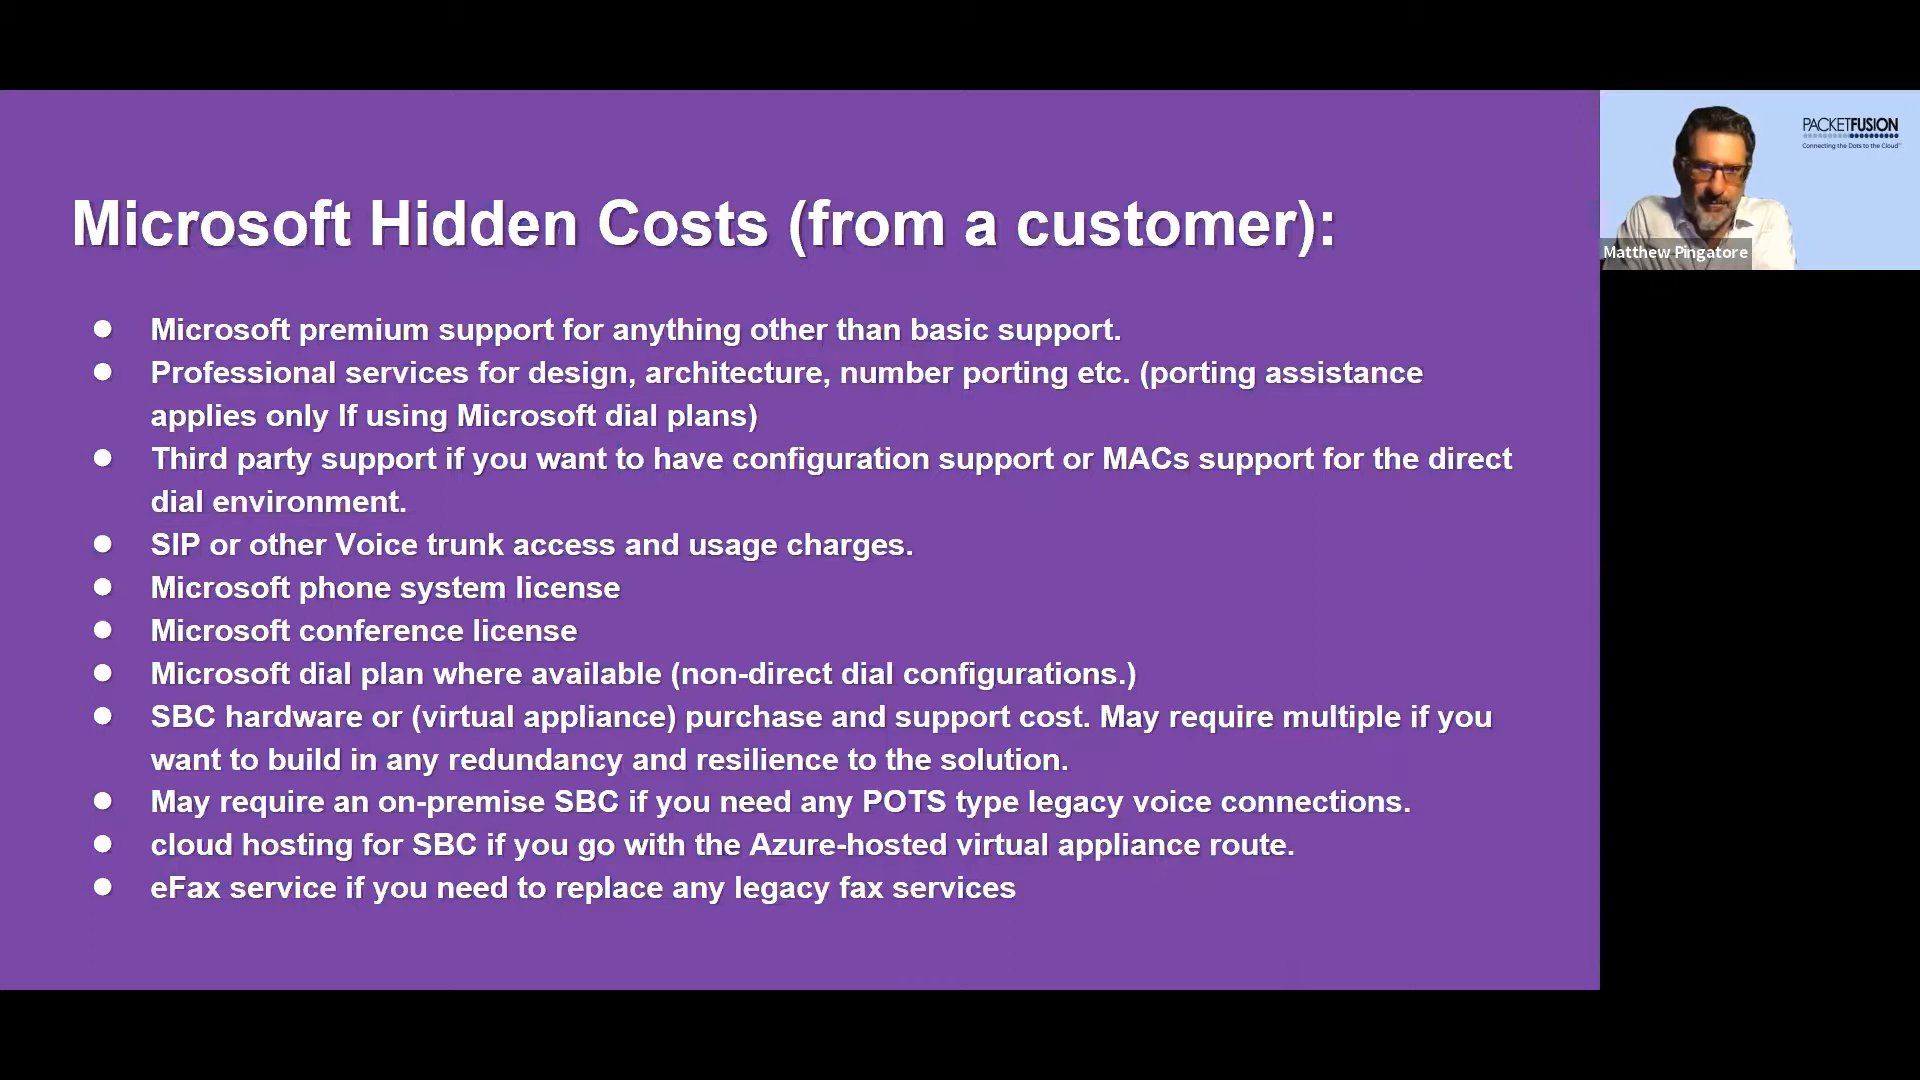 Microsoft Hidden Costs (from a customer):
● Microsoft premium support for anything other than basic support.
● Professional services for design, architecture, number porting etc. (porting assistance
applies only If using Microsoft dial plans)
● Third party support if you want to have configuration support or MACs support for the direct
dial environment.
● SIP or other Voice trunk access and usage charges.
● Microsoft phone system license
● Microsoft conference license
● Microsoft dial plan where available (non-direct dial configurations.)
● SBC hardware or (virtual appliance) purchase and support cost. May require multiple if you
want to build in any redundancy and resilience to the solution.
● May require an on-premise SBC if you need any POTS type legacy voice connections.
● cloud hosting for SBC if you go with the Azure-hosted virtual appliance route.
● eFax service if you need to replace any legacy fax services
PACKETFUSION
Connecting the Dots to the Cloud™
Matthew Pingatore